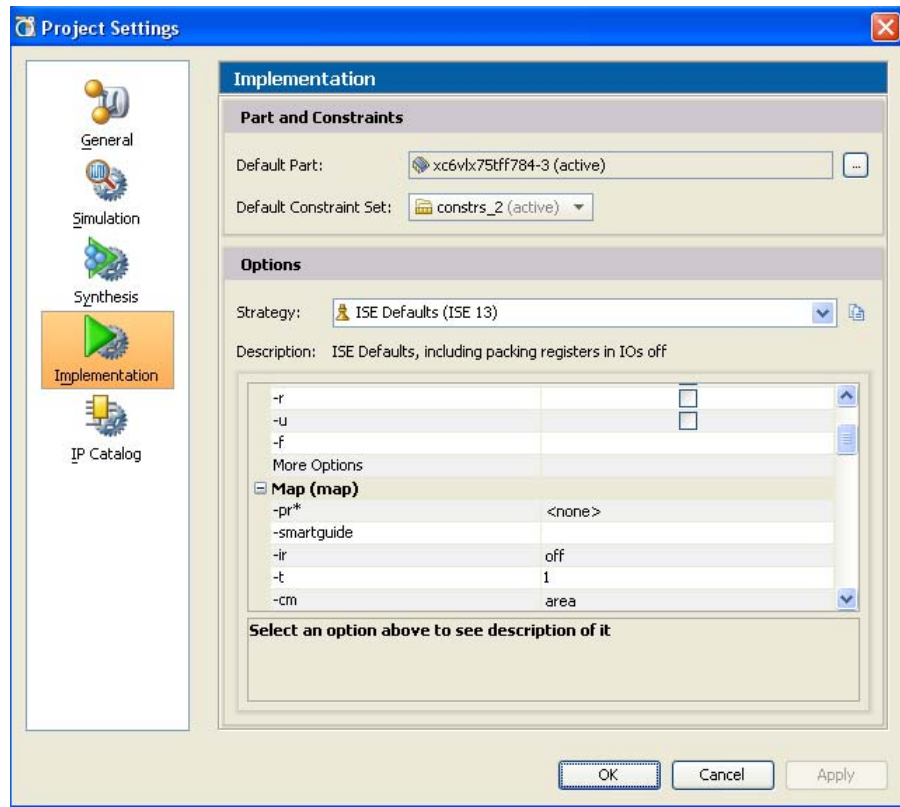 Project Settings
General
Simulation
Synthesis
Implementation
IP Catalog
Implementation
Part and Constraints
Default Part: xc6vlx75tff784-3 (active) ...
Default Constraint Set: constrs_2 (active)
Options
Strategy: ISE Defaults (ISE 13)
Description: ISE Defaults, including packing registers in IOs off
-r
-u
-f
More Options
Map (map)
-pr* <none>
-smartguide
-ir off
-t 1
-cm area
Select an option above to see description of it
OK Cancel Apply